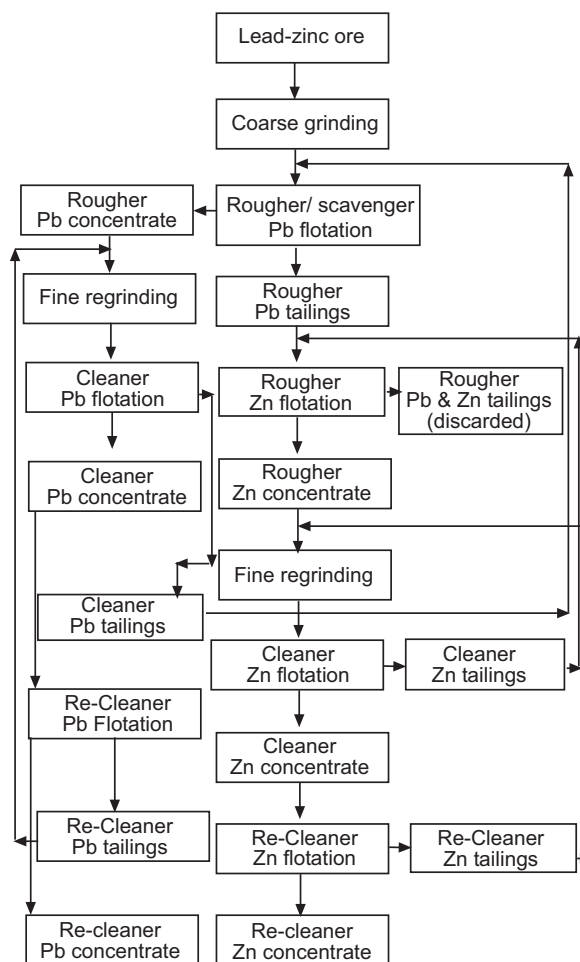 Lead-zinc ore
Coarse grinding
Rougher
Pb concentrate
Rougher/ scavenger
Pb flotation
Fine regrinding
Rougher
Pb tailings
Cleaner
Pb flotation
Rougher
Zn flotation
Rougher
Pb & Zn tailings
(discarded)
Cleaner
Pb concentrate
Rougher
Zn concentrate
Fine regrinding
Cleaner
Pb tailings
Cleaner
Zn flotation
Cleaner
Zn tailings
Re-Cleaner
Pb Flotation
Cleaner
Zn concentrate
Re-Cleaner
Pb tailings
Re-Cleaner
Zn flotation
Re-Cleaner
Zn tailings
Re-cleaner
Pb concentrate
Re-cleaner
Zn concentrate